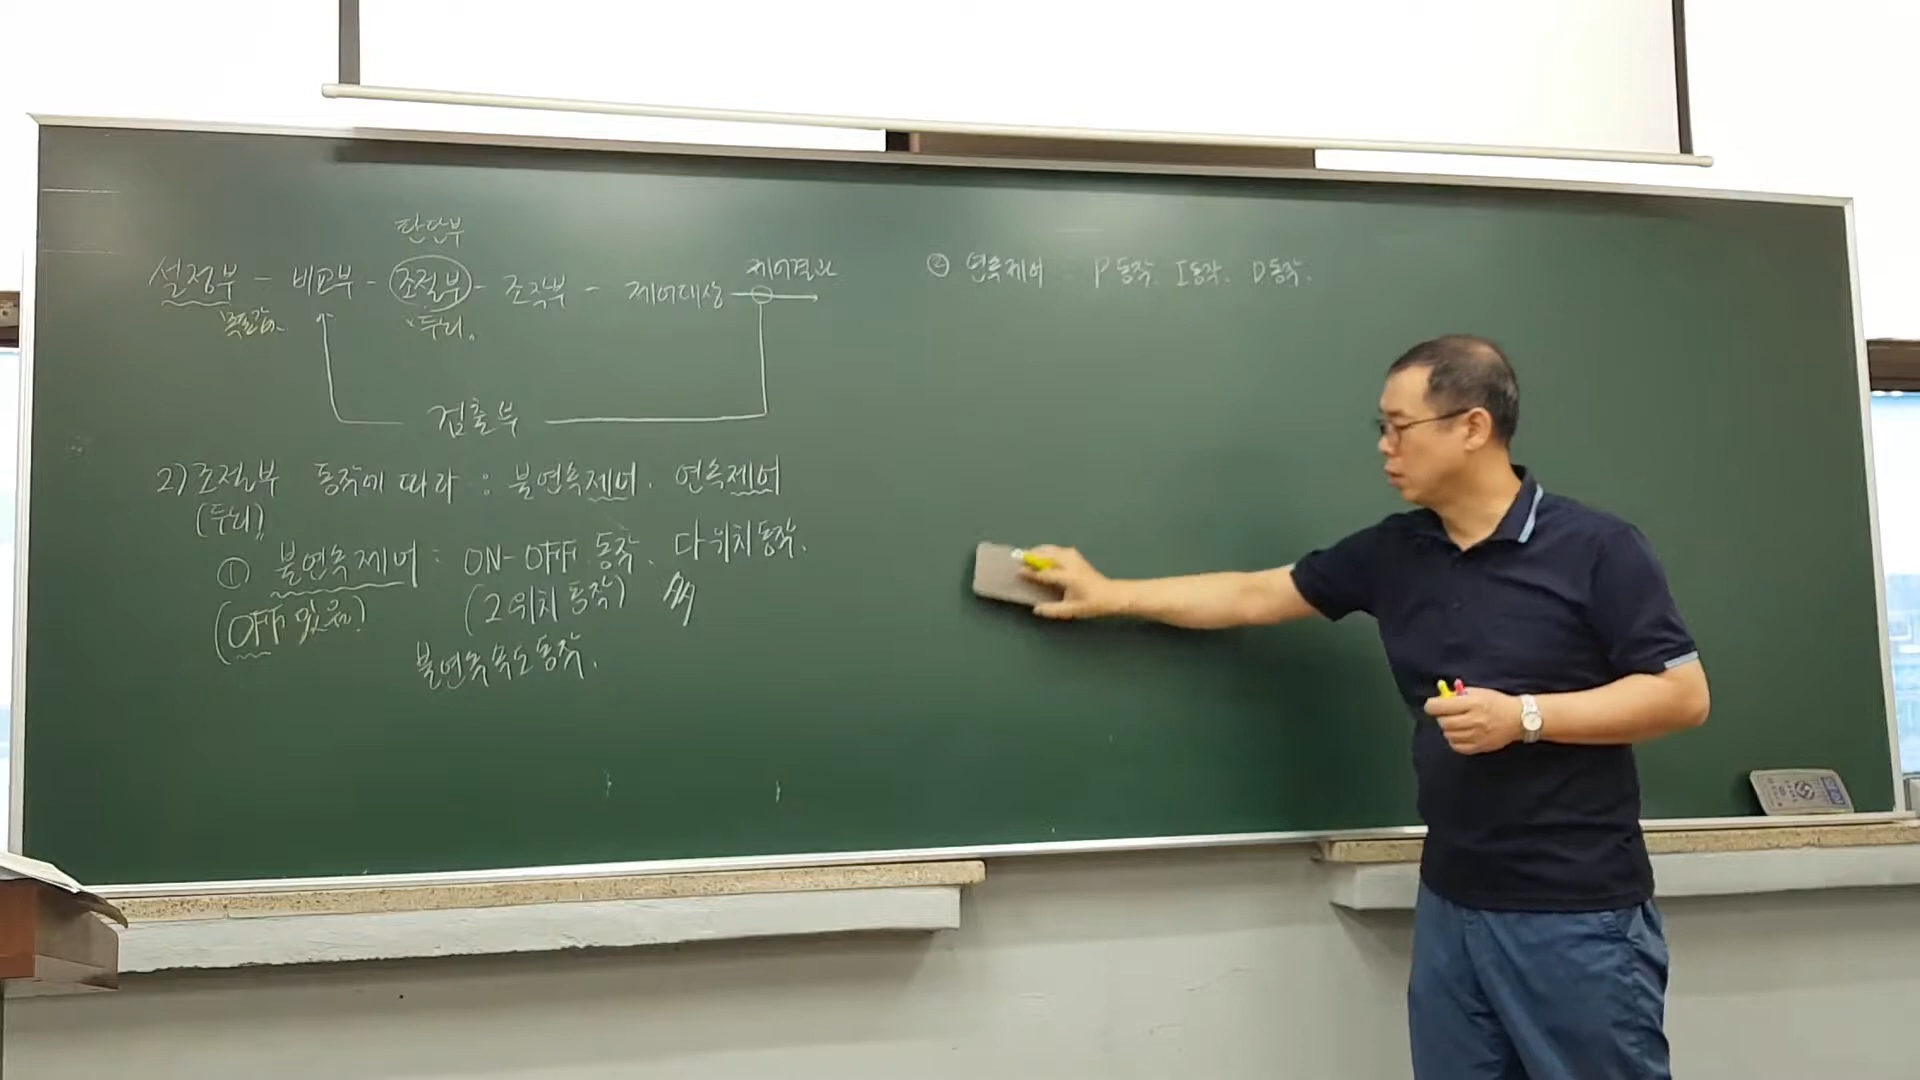 판단부
설정부 - 비교부 - 조절부 - 조작부 - 제어대상 제어결과
목표값. "두뇌.
검출부
2) 조절부 동작에 따라 : 불연속제어. 연속제어
(두뇌)
① 불연속제어 : ON-OFF 동작、 다위치동작.
(OFF 있음) (2위치 동작) 多
불연속속도동작.
② 연속제어 - P동작. I동작. D동작.